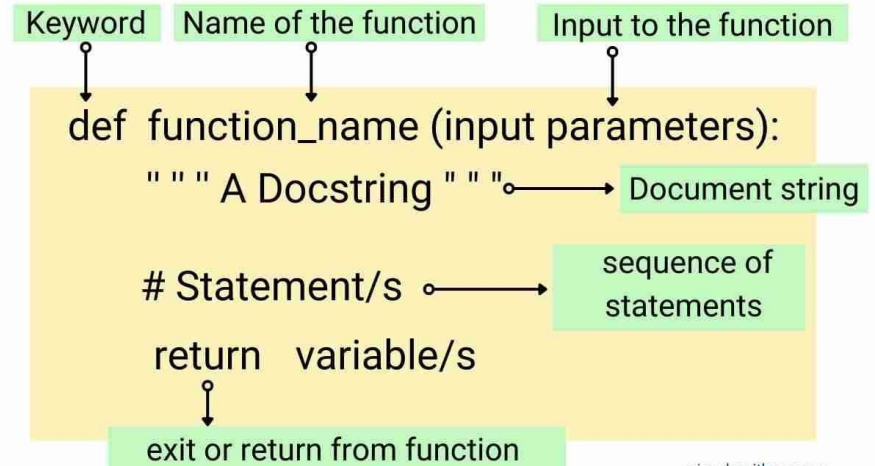 Keyword
Name of the function
Input to the function
def function_name (input parameters):
" " " A Docstring " " "
Document string
# Statement/s
sequence of
statements
return variable/s
exit or return from function